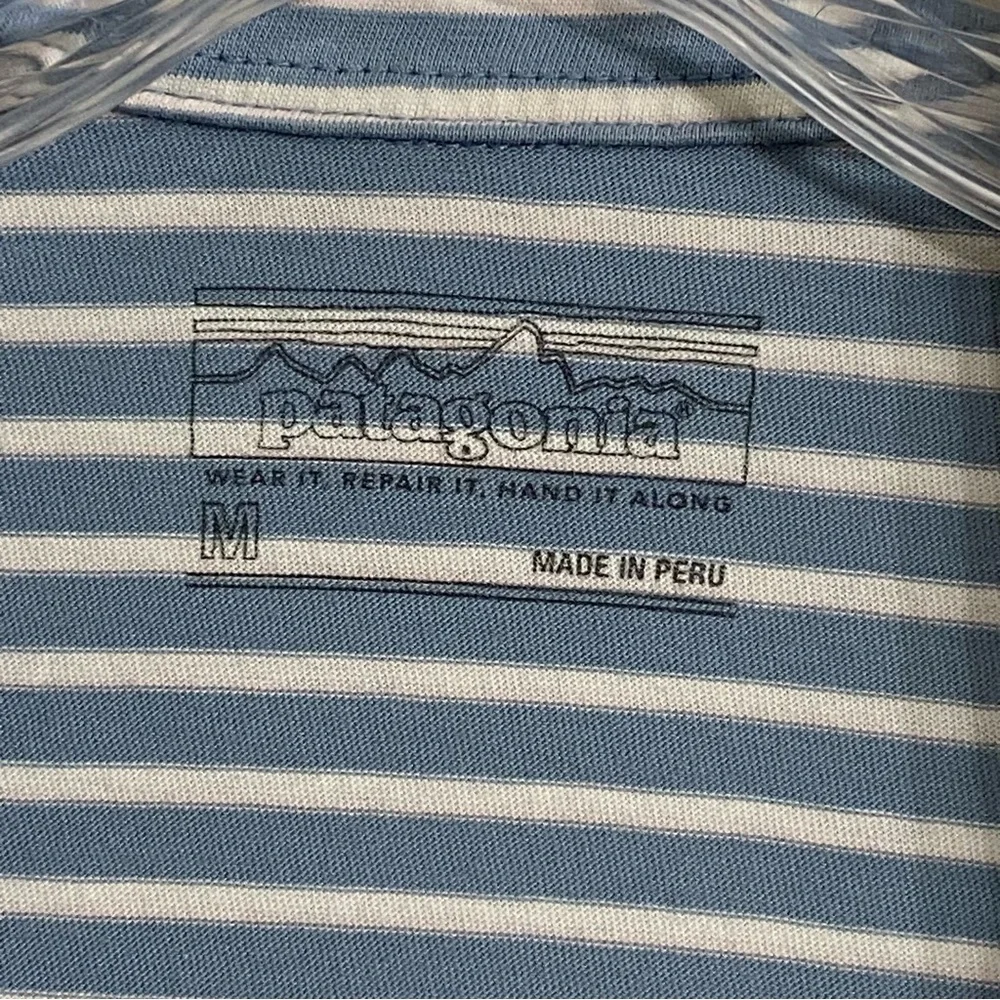 patagonia®
WEAR IT, REPAIR IT, HAND IT ALONG
M
MADE IN PERU